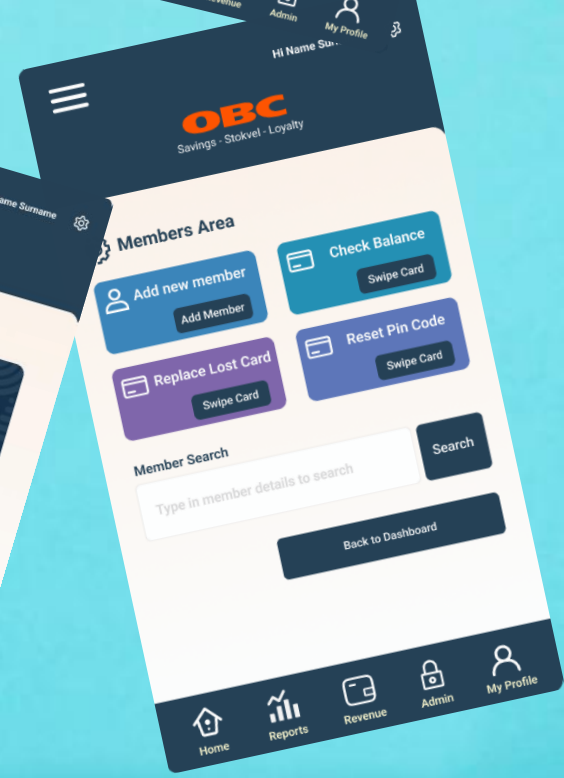 Admin
My Profile
Hi Name
OBC
Savings - Stokvel - Loyalty
Surname
Members Area
Add new member
Add Member
Check Balance
Swipe Card
Replace Lost Card
Swipe Card
Reset Pin Code
Swipe Card
Member Search
Type in member details to search
Search
Back to Dashboard
Home
Reports
Revenue
Admin
My Profile